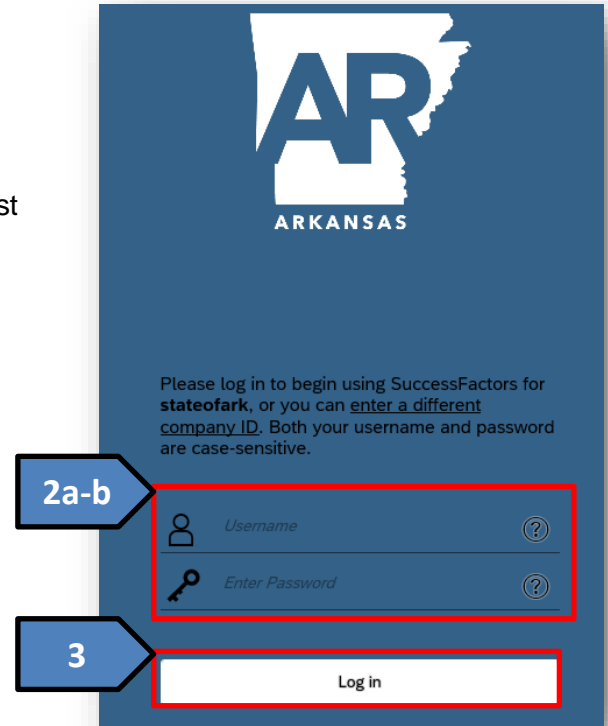 AR
ARKANSAS
st
Please log in to begin using SuccessFactors for
stateofark, or you can enter a different
company ID. Both your username and password
are case-sensitive.
2a-b
Username ?
Enter Password ?
3
Log in